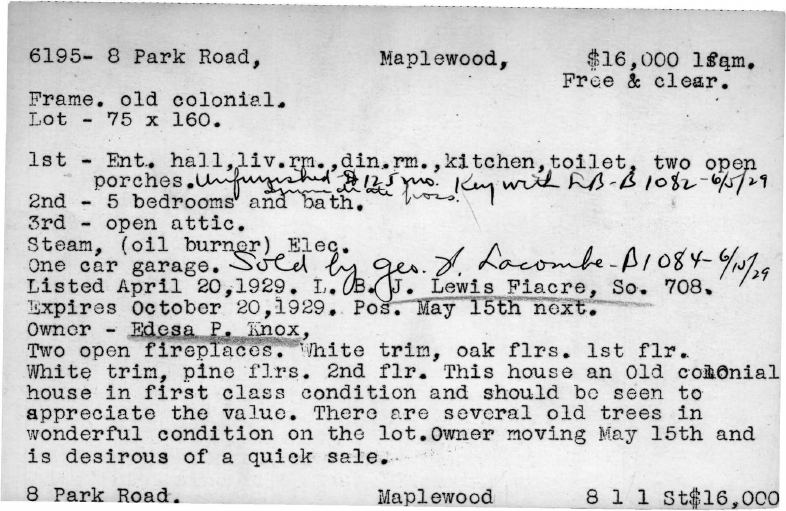 6195- 8 Park Road, Maplewood, $16,000 1fam.
Free & clear.
Frame. old colonial.
Lot - 75 x 160.
1st - Ent. hall,liv.rm.,din.rm.,kitchen,toilet, two open
porches. Unfurnished $125 mo. Key with LB-B1082-6/5/29
immediate poss.
2nd - 5 bedrooms and bath.
3rd - open attic.
Steam, (oil burner) Elec.
One car garage. Sold by Geo. H. Lacombe-B1084-6/10/29
Listed April 20,1929. L. B. J. Lewis Fiacre, So. 708.
Expires October 20,1929. Pos. May 15th next.
Owner - Edesa P. Knox,
Two open fireplaces. White trim, oak flrs. 1st flr.
White trim, pine flrs. 2nd flr. This house an Old colonial
house in first class condition and should be seen to
appreciate the value. There are several old trees in
wonderful condition on the lot.Owner moving May 15th and
is desirous of a quick sale.
8 Park Road. Maplewood 8 1 1 St$16,000